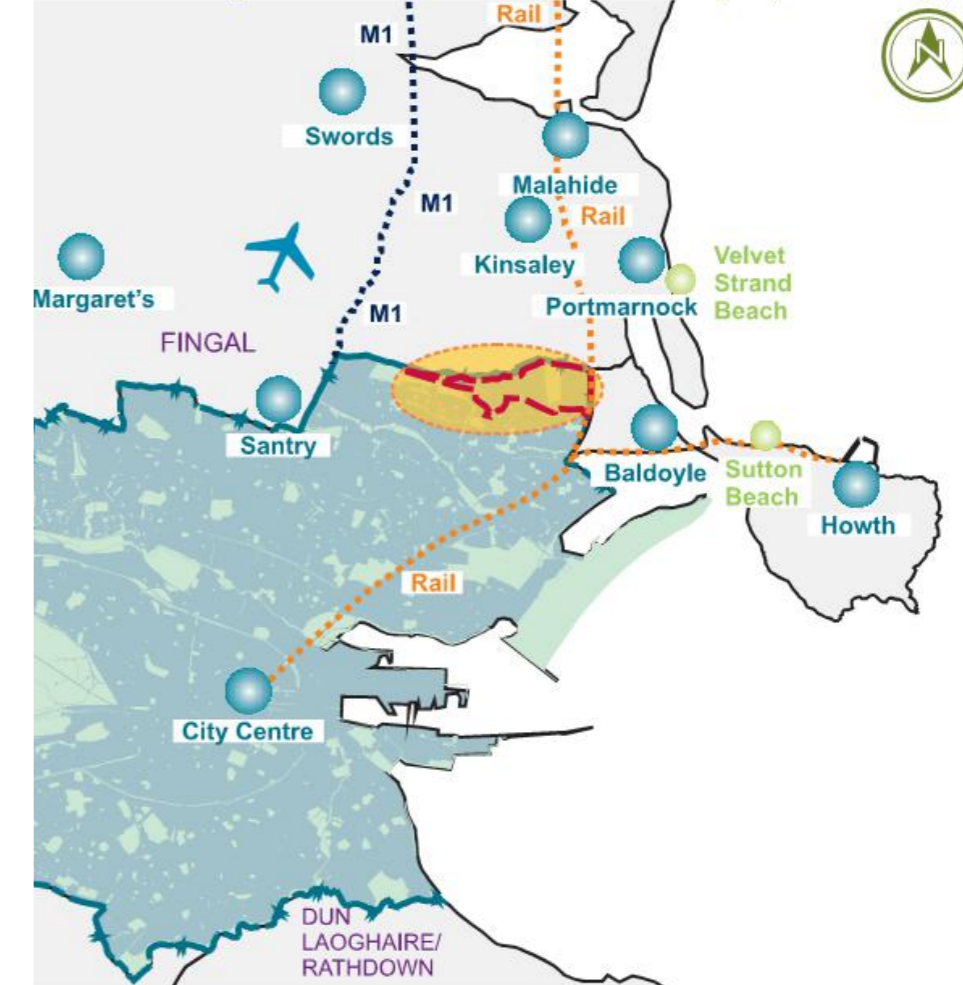 Rail
M1
N
Swords
Malahide
M1
Rail
Kinsaley
Velvet
Strand
Beach
Margaret's
Portmarnock
M1
FINGAL
Santry
Baldoyle
Sutton
Beach
Howth
Rail
City Centre
DUN
LAOGHAIRE/
RATHDOWN